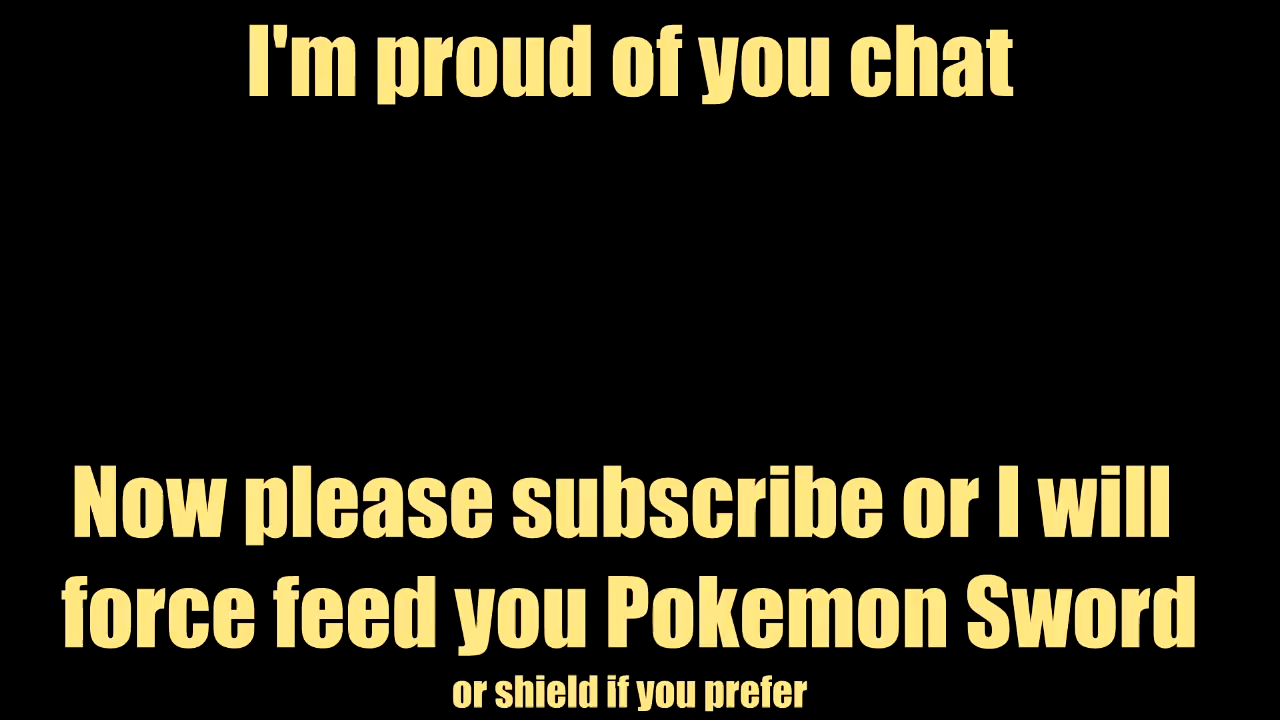 I'm proud of you chat
Now please subscribe or I will
force feed you Pokemon Sword
or shield if you prefer